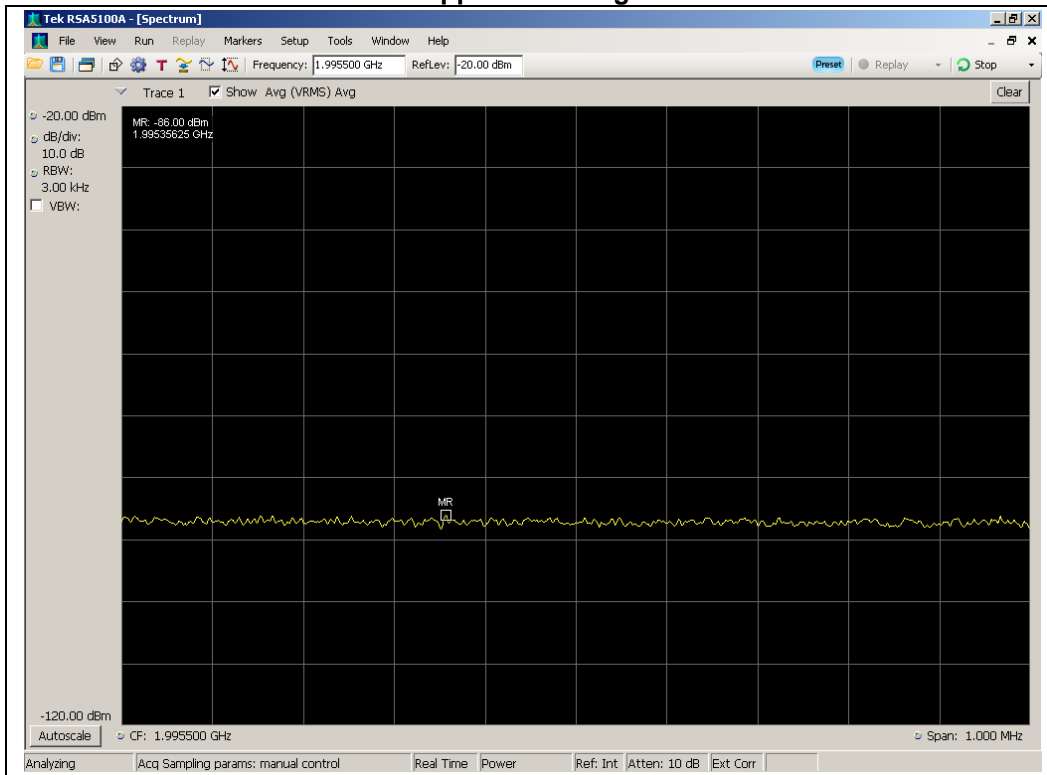 Tek RSA5100A - [Spectrum]
File View Run Replay Markers Setup Tools Window Help
Frequency: 1.995500 GHz RefLev: -20.00 dBm Preset Replay Stop
Trace 1 Show Avg (VRMS) Avg Clear
-20.00 dBm
dB/div:
10.0 dB
RBW:
3.00 kHz
VBW:
MR: -86.00 dBm
1.99535625 GHz
MR
-120.00 dBm
Autoscale CF: 1.995500 GHz Span: 1.000 MHz
Analyzing Acq Sampling params: manual control Real Time Power Ref: Int Atten: 10 dB Ext Corr